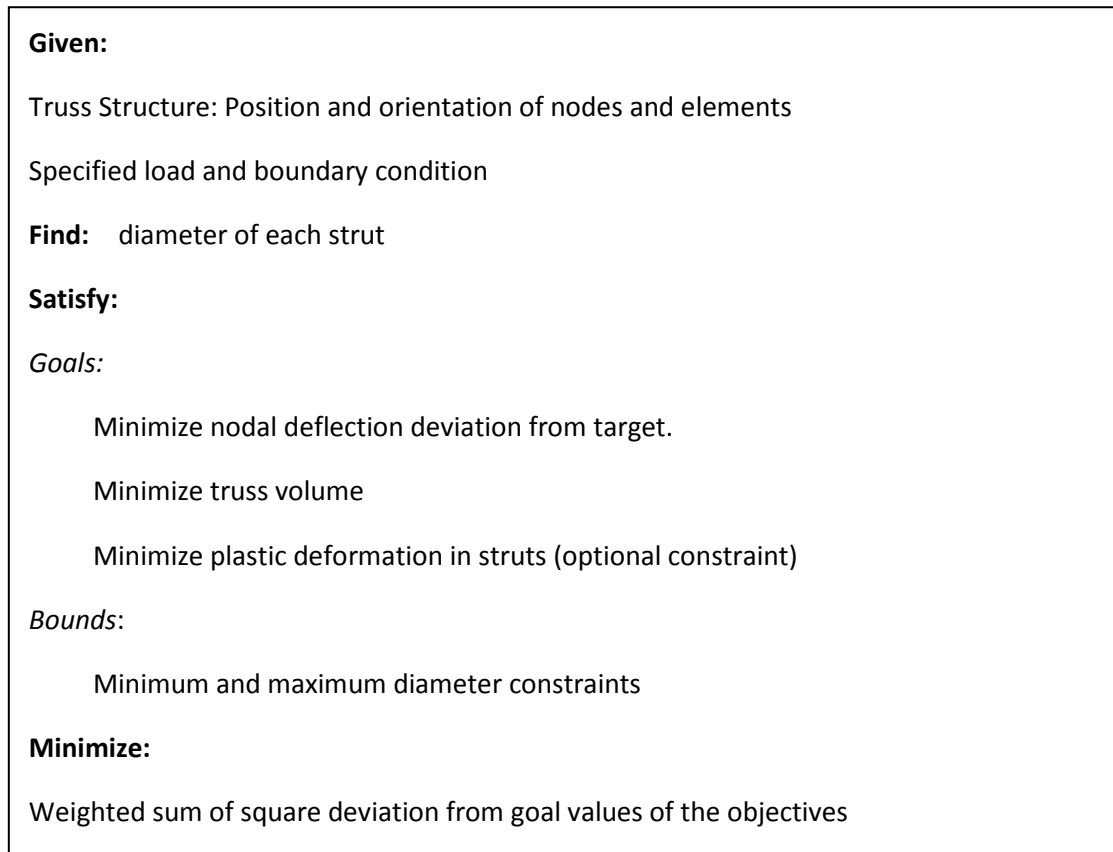 Given:
Truss Structure: Position and orientation of nodes and elements
Specified load and boundary condition
Find: diameter of each strut
Satisfy:
Goals:
Minimize nodal deflection deviation from target.
Minimize truss volume
Minimize plastic deformation in struts (optional constraint)
Bounds:
Minimum and maximum diameter constraints
Minimize:
Weighted sum of square deviation from goal values of the objectives